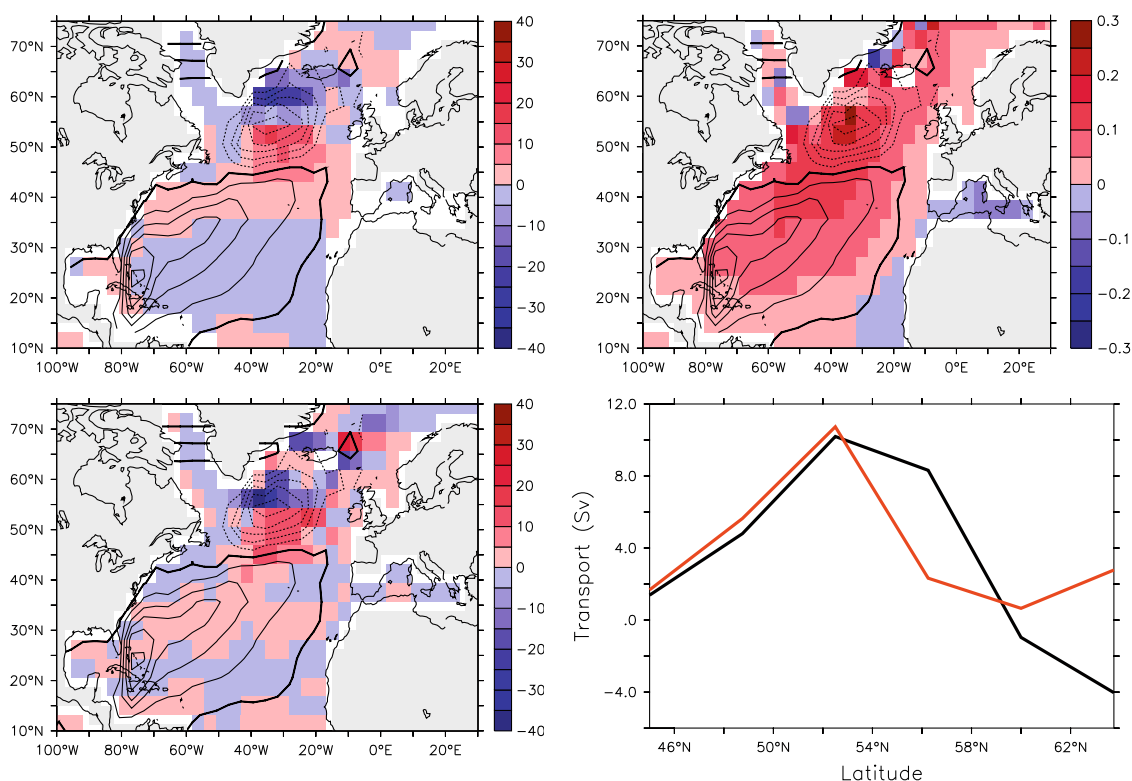 70°N
60°N
50°N
40°N
30°N
20°N
10°N
100°W 80°W 60°W 40°W 20°W 0°E 20°E
40
30
20
10
0
−10
−20
−30
−40
70°N
60°N
50°N
40°N
30°N
20°N
10°N
80°W 60°W 40°W 20°W 0°E 20°E
0.3
0.2
0.1
0
−0.1
−0.2
−0.3
70°N
60°N
50°N
40°N
30°N
20°N
10°N
100°W 80°W 60°W 40°W 20°W 0°E 20°E
40
30
20
10
0
−10
−20
−30
−40
Transport (Sv)
12.0
8.0
4.0
.0
−4.0
46°N 50°N 54°N 58°N 62°N
Latitude